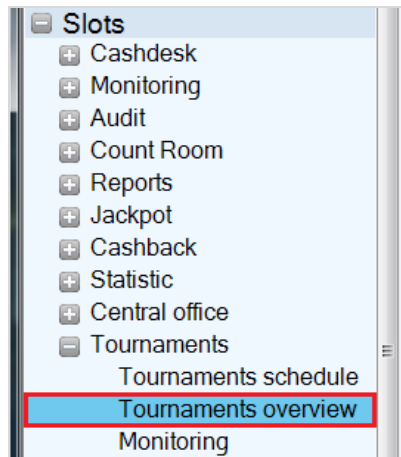 Slots
Cashdesk
Monitoring
Audit
Count Room
Reports
Jackpot
Cashback
Statistic
Central office
Tournaments
Tournaments schedule
Tournaments overview
Monitoring